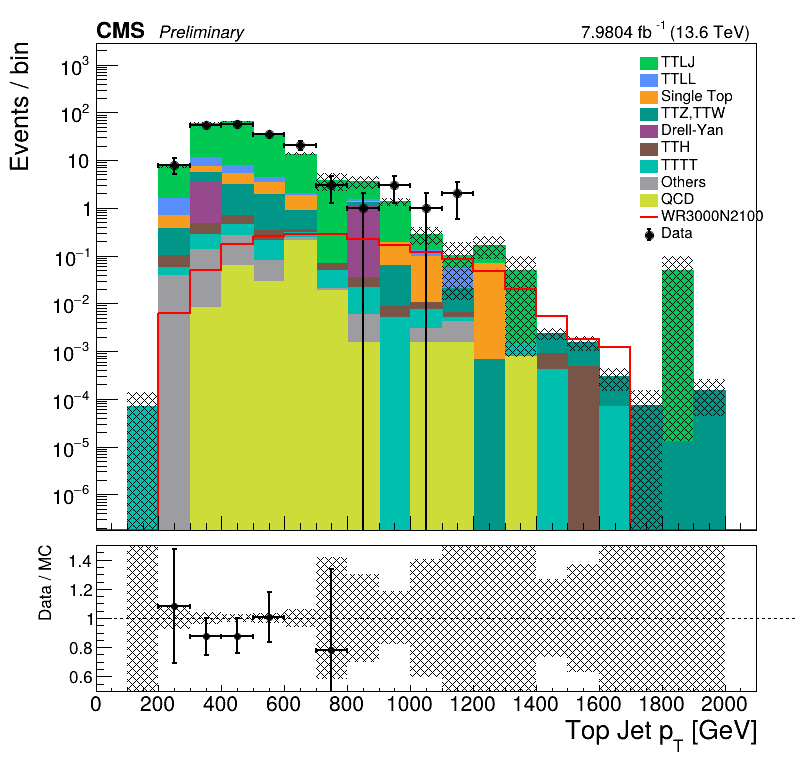 CMS Preliminary 7.9804 fb⁻¹ (13.6 TeV)
Events / bin
10³
10²
10
1
10⁻¹
10⁻²
10⁻³
10⁻⁴
10⁻⁵
10⁻⁶
TTLJ
TTLL
Single Top
TTZ,TTW
Drell-Yan
TTH
TTTT
Others
QCD
WR3000N2100
Data
Data / MC
1.4
1.2
1
0.8
0.6
0 200 400 600 800 1000 1200 1400 1600 1800 2000
Top Jet p_T [GeV]